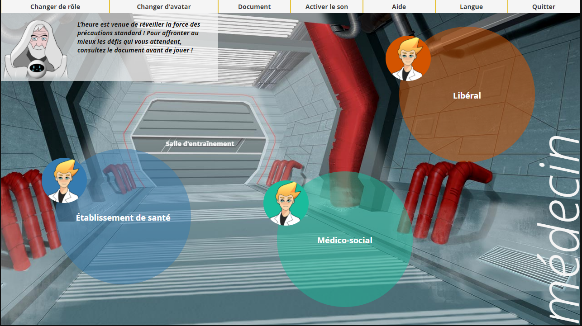 Changer de rôle
Changer d'avatar
Document
Activer le son
Aide
Langue
Quitter
L'heure est venue de réveiller la force des
précautions standard ! Pour affronter au
mieux les défis qui vous attendent,
consultez le document avant de jouer !
Libéral
Salle d'entraînement
Établissement de santé
Médico-social
médecin